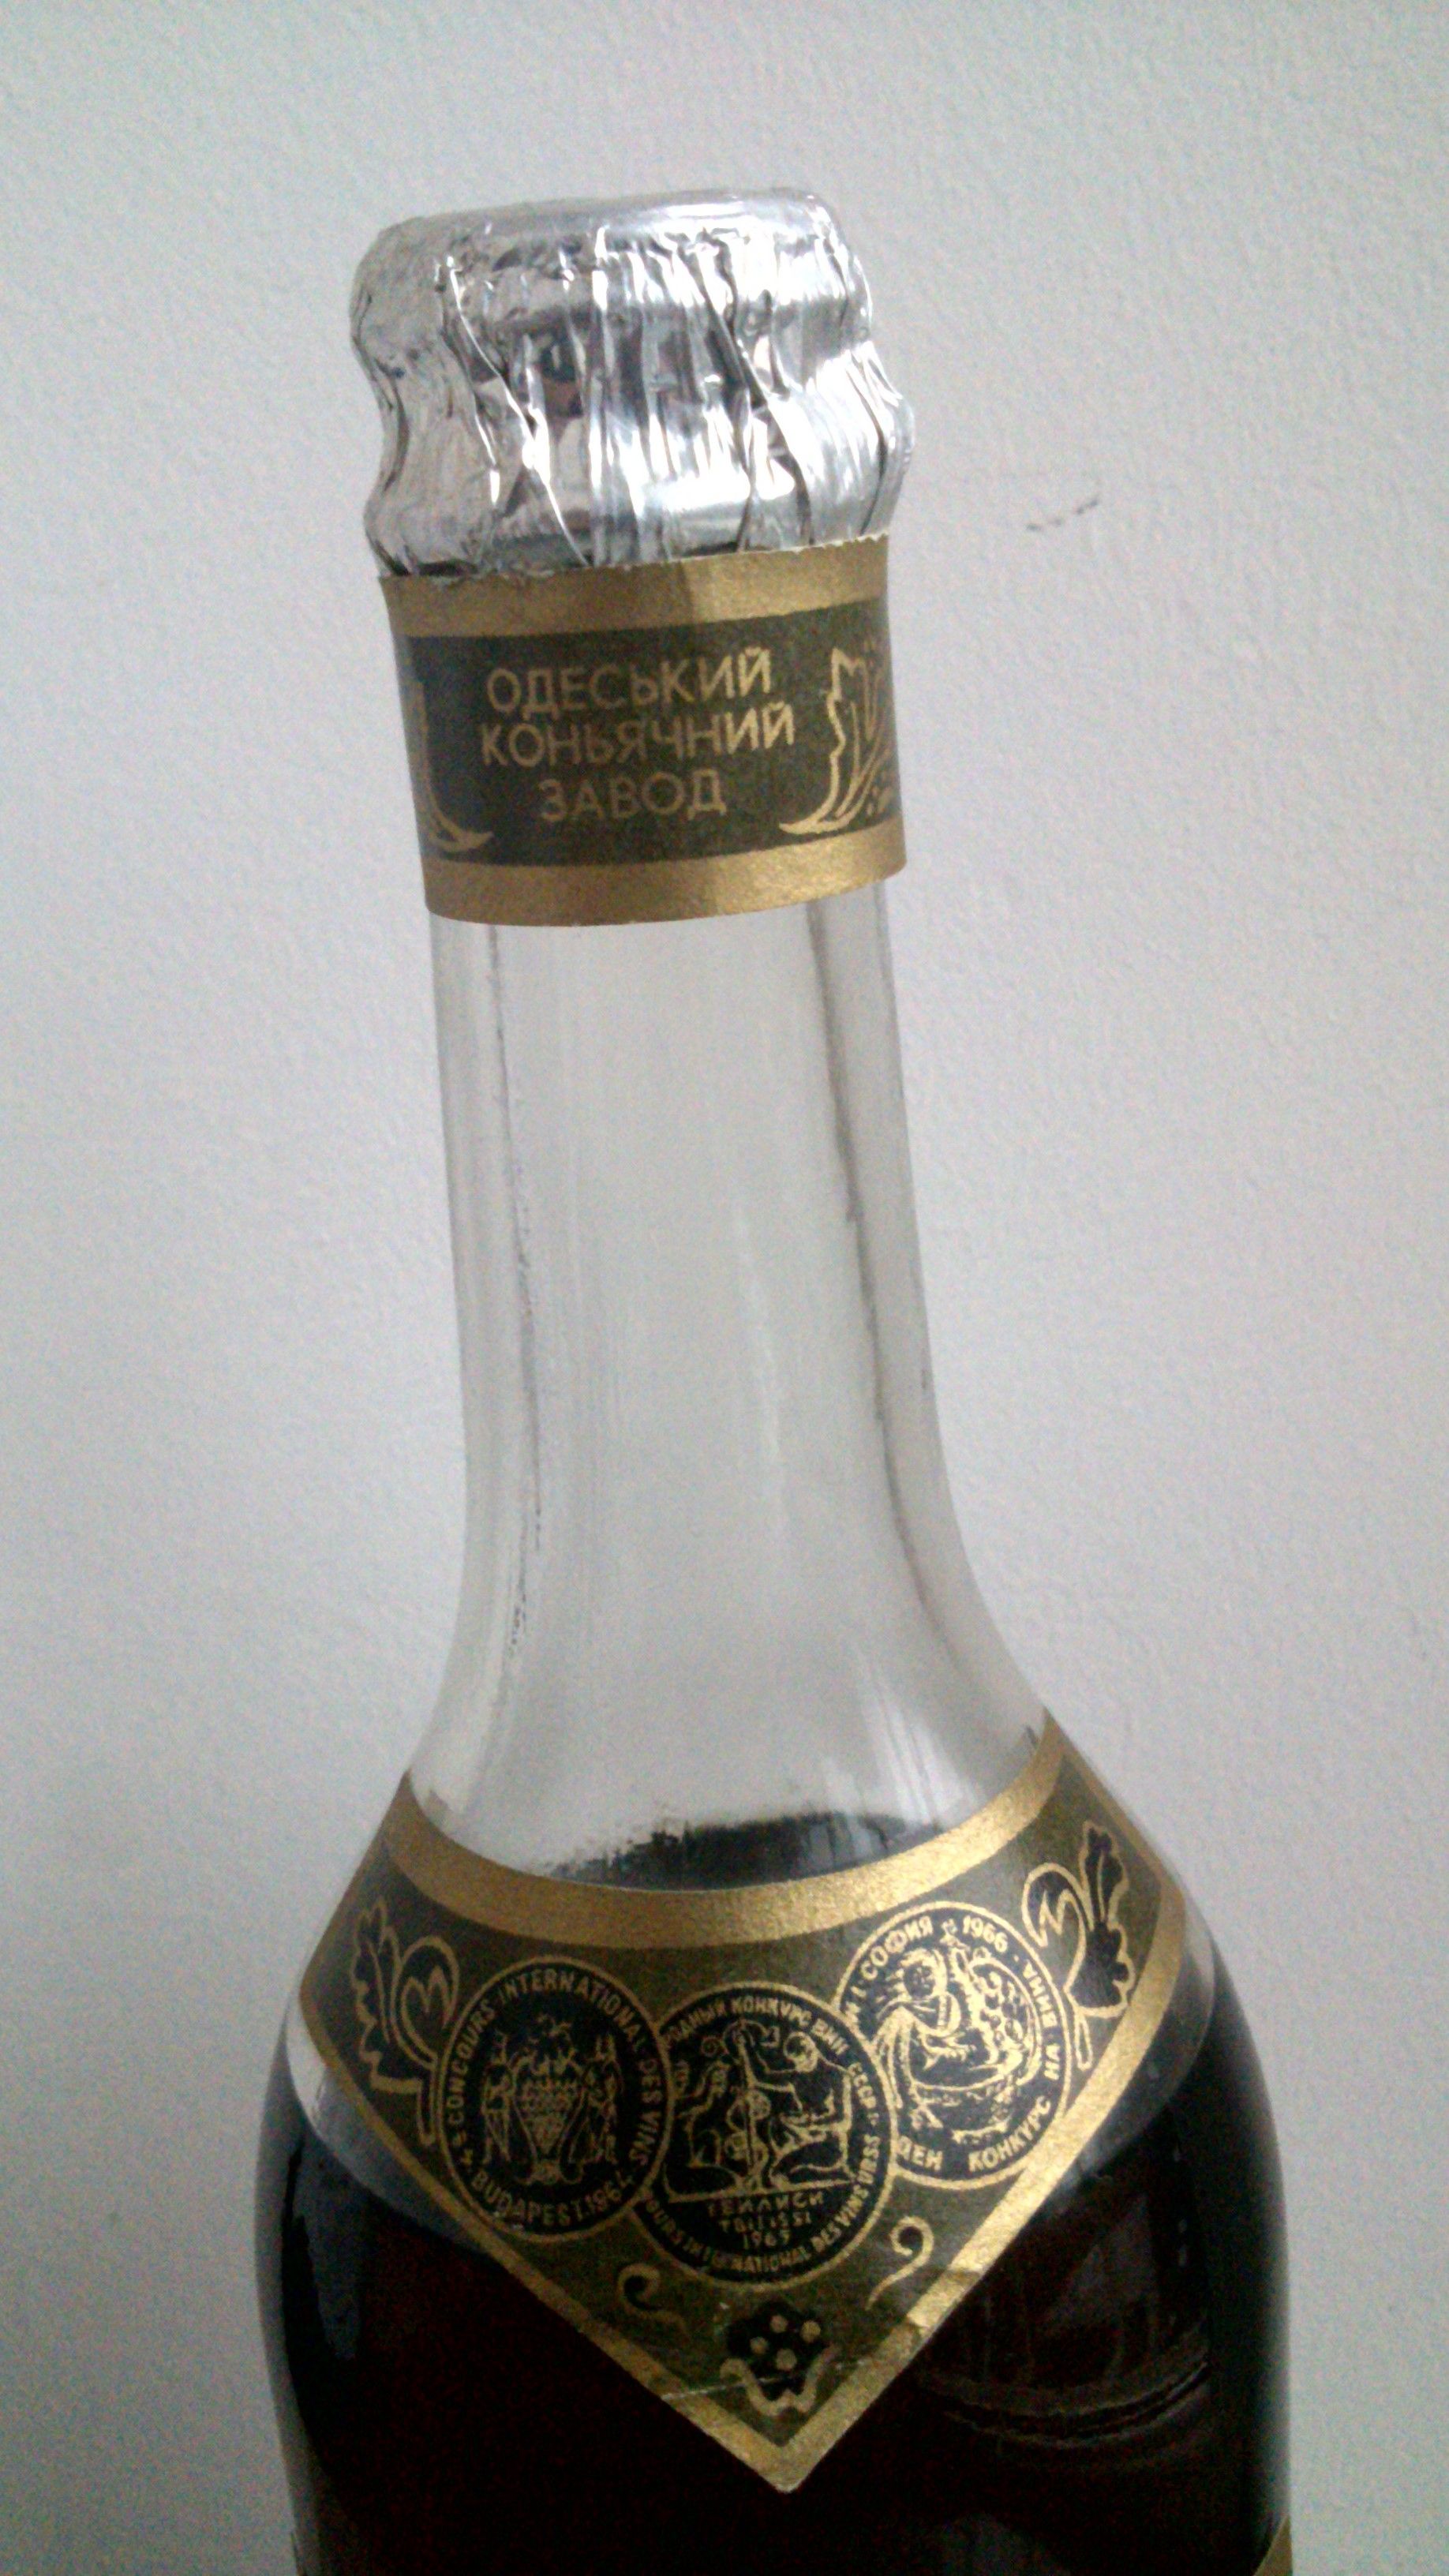 ОДЕСЬКИЙ
КОНЬЯЧНИЙ
ЗАВОД
CONCOURS INTERNATIONAL DES VINS
BUDAPEST.1964
КОНКУРС ВИН СССР
ТБИЛИСИ
TBILISSI
1965
INTERNATIONAL DES VINS URSS
СОФИЯ 1966
КОНКУРС НА ВИНА